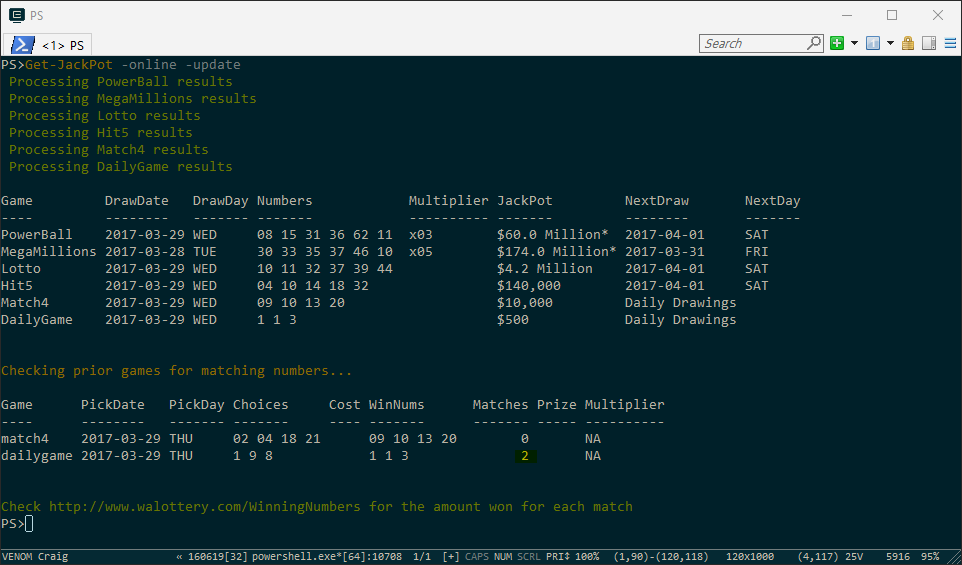 PS
<1> PS
Search
PS>Get-JackPot -online -update
Processing PowerBall results
Processing MegaMillions results
Processing Lotto results
Processing Hit5 results
Processing Match4 results
Processing DailyGame results
Game DrawDate DrawDay Numbers Multiplier JackPot NextDraw NextDay
---- -------- ------- ------- ---------- ------- -------- -------
PowerBall 2017-03-29 WED 08 15 31 36 62 11 x03 $60.0 Million* 2017-04-01 SAT
MegaMillions 2017-03-28 TUE 30 33 35 37 46 10 x05 $174.0 Million* 2017-03-31 FRI
Lotto 2017-03-29 WED 10 11 32 37 39 44 $4.2 Million 2017-04-01 SAT
Hit5 2017-03-29 WED 04 10 14 18 32 $140,000 2017-04-01 SAT
Match4 2017-03-29 WED 09 10 13 20 $10,000 Daily Drawings
DailyGame 2017-03-29 WED 1 1 3 $500 Daily Drawings
Checking prior games for matching numbers...
Game PickDate PickDay Choices Cost WinNums Matches Prize Multiplier
---- -------- ------- ------- ---- ------- ------- ----- ----------
match4 2017-03-29 THU 02 04 18 21 09 10 13 20 0 NA
dailygame 2017-03-29 THU 1 9 8 1 1 3 2 NA
Check http://www.walottery.com/WinningNumbers for the amount won for each match
PS>
VENOM Craig « 160619[32] powershell.exe*[64]:10708 1/1 [+] CAPS NUM SCRL PRI‡ 100% (1,90)-(120,118) 120x1000 (4,117) 25V 5916 95%